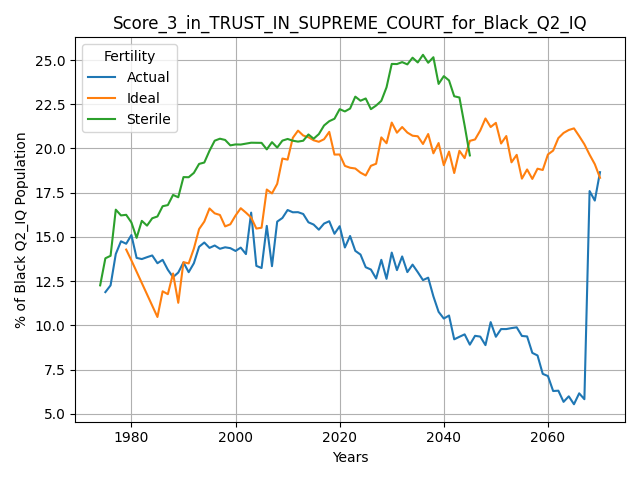 Score_3_in_TRUST_IN_SUPREME_COURT_for_Black_Q2_IQ
Fertility
Actual
Ideal
Sterile
% of Black Q2_IQ Population
25.0
22.5
20.0
17.5
15.0
12.5
10.0
7.5
5.0
1980 2000 2020 2040 2060
Years